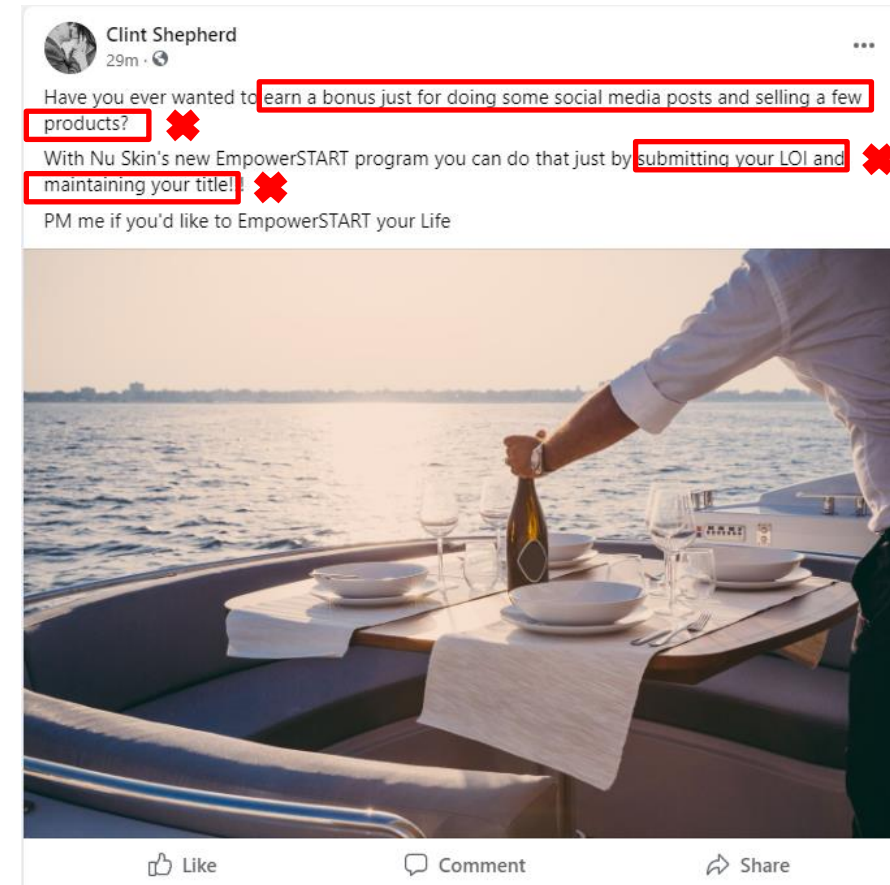 Clint Shepherd
29m ·
Have you ever wanted to earn a bonus just for doing some social media posts and selling a few
products?
With Nu Skin's new EmpowerSTART program you can do that just by submitting your LOI and
maintaining your title!!
PM me if you'd like to EmpowerSTART your Life
Like Comment Share